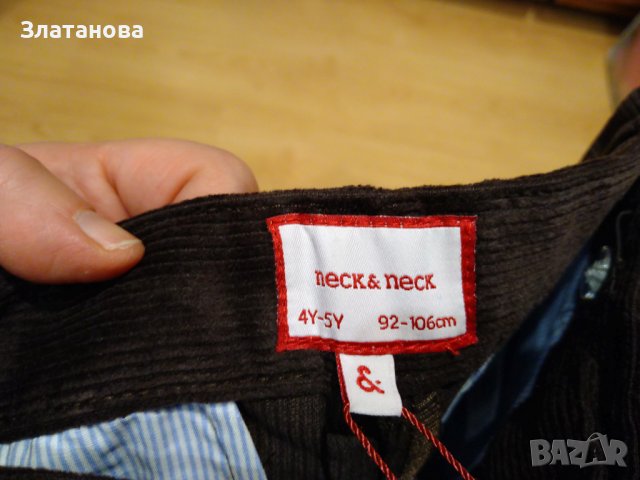 Златанова
neck & neck
4Y-5Y 92-106cm
&
BAZAR